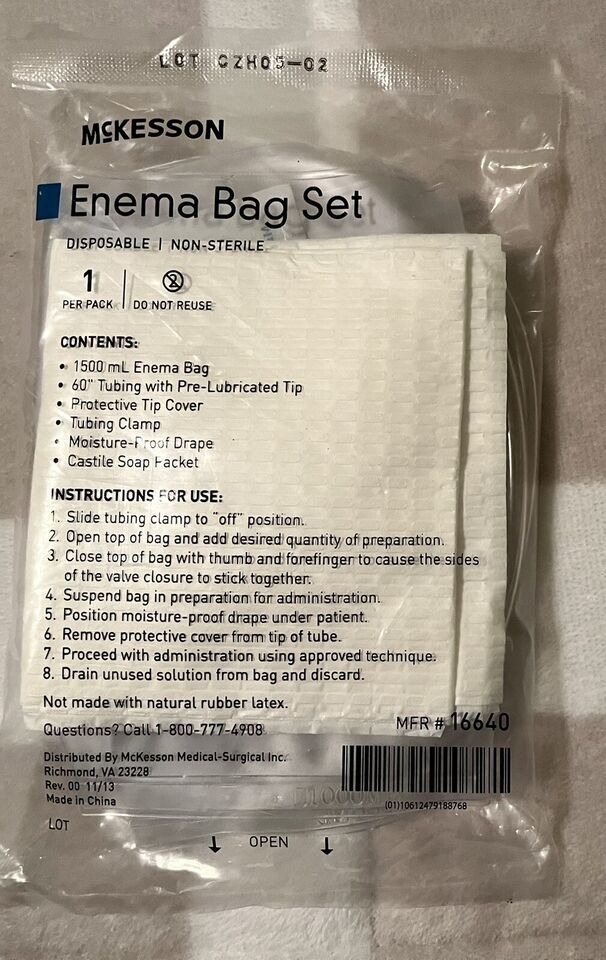 LOT CZH05-02
McKESSON
Enema Bag Set
DISPOSABLE | NON-STERILE
1
PER PACK
2
DO NOT REUSE
CONTENTS:
• 1500 mL Enema Bag
• 60" Tubing with Pre-Lubricated Tip
• Protective Tip Cover
• Tubing Clamp
• Moisture-Proof Drape
• Castile Soap Packet
INSTRUCTIONS FOR USE:
1. Slide tubing clamp to "off" position.
2. Open top of bag and add desired quantity of preparation.
3. Close top of bag with thumb and forefinger to cause the sides
of the valve closure to stick together.
4. Suspend bag in preparation for administration.
5. Position moisture-proof drape under patient.
6. Remove protective cover from tip of tube.
7. Proceed with administration using approved technique.
8. Drain unused solution from bag and discard.
Not made with natural rubber latex.
Questions? Call 1-800-777-4908
MFR # 16640
Distributed By McKesson Medical-Surgical Inc.
Richmond, VA 23228
Rev. 00 11/13
Made in China
(01)10612479188768
LOT
OPEN